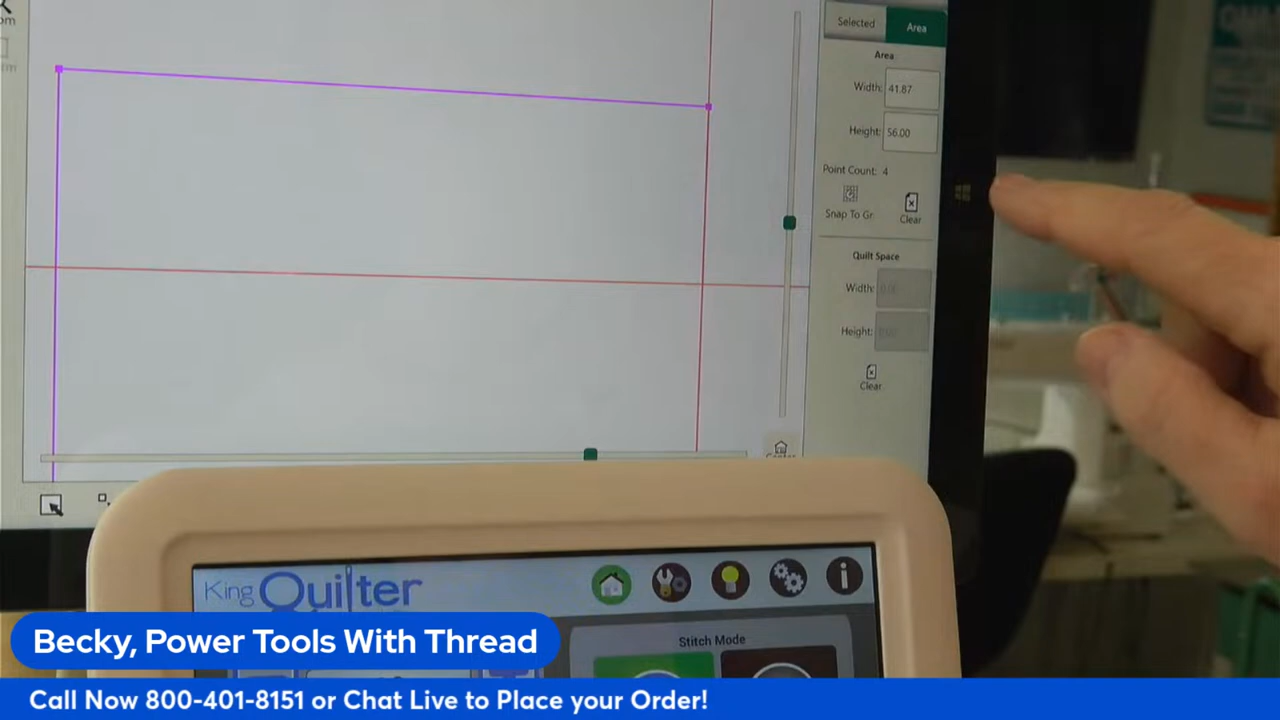 Selected
Area
Area
Width: 41.87
Height: 56.00
Point Count: 4
Snap To Gr
Clear
Quilt Space
Width:
Height:
Clear
King Quilter
Stitch Mode
Becky, Power Tools With Thread
Call Now 800-401-8151 or Chat Live to Place your Order!